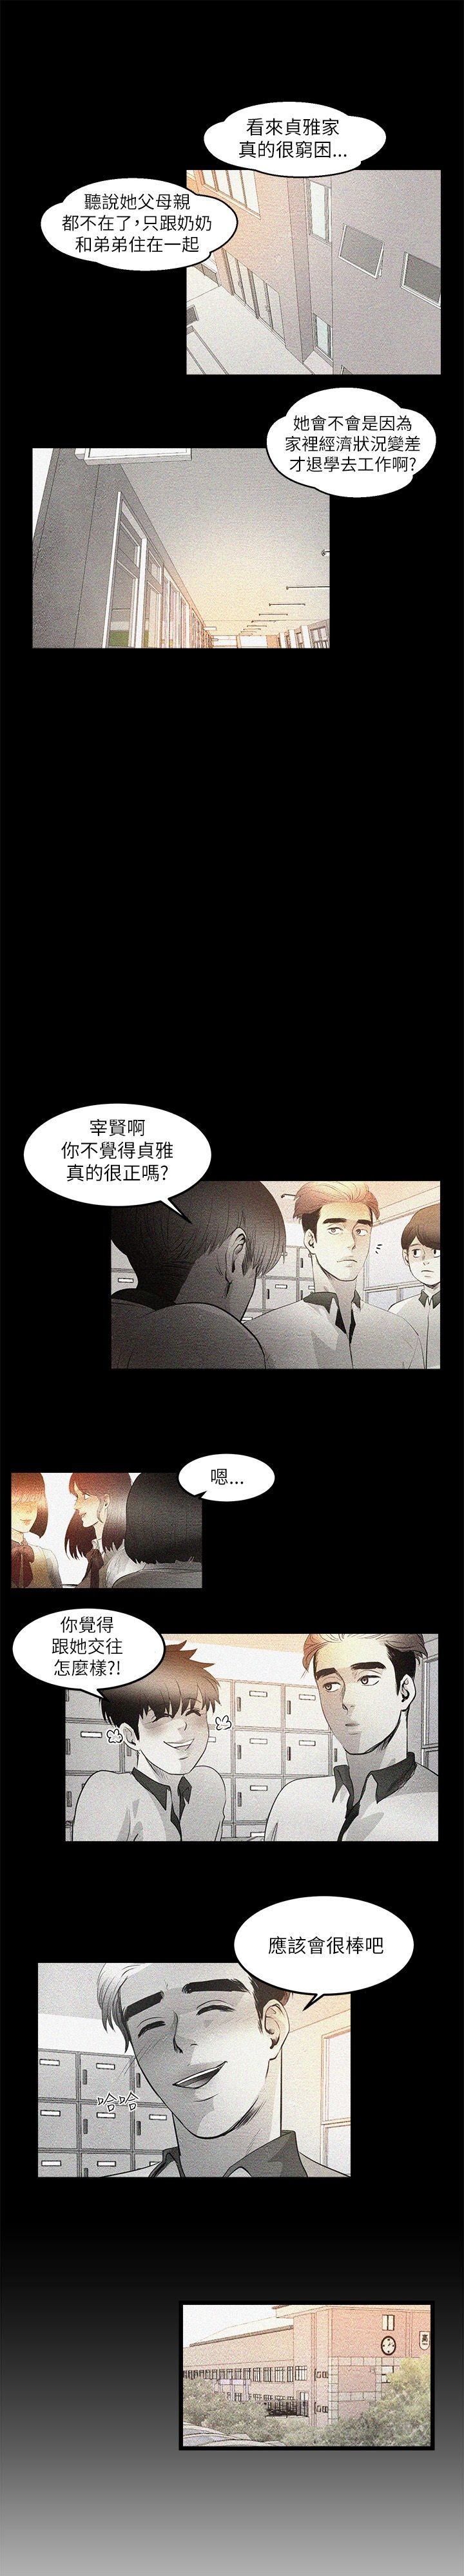 看來貞雅家
真的很窮困...
聽說她父母親
都不在了，只跟奶奶
和弟弟住在一起
她會不會是因為
家裡經濟狀況變差
才退學去工作啊?
宰賢啊
你不覺得貞雅
真的很正嗎?
嗯...
你覺得
跟她交往
怎麼樣?!
應該會很棒吧
哈哈